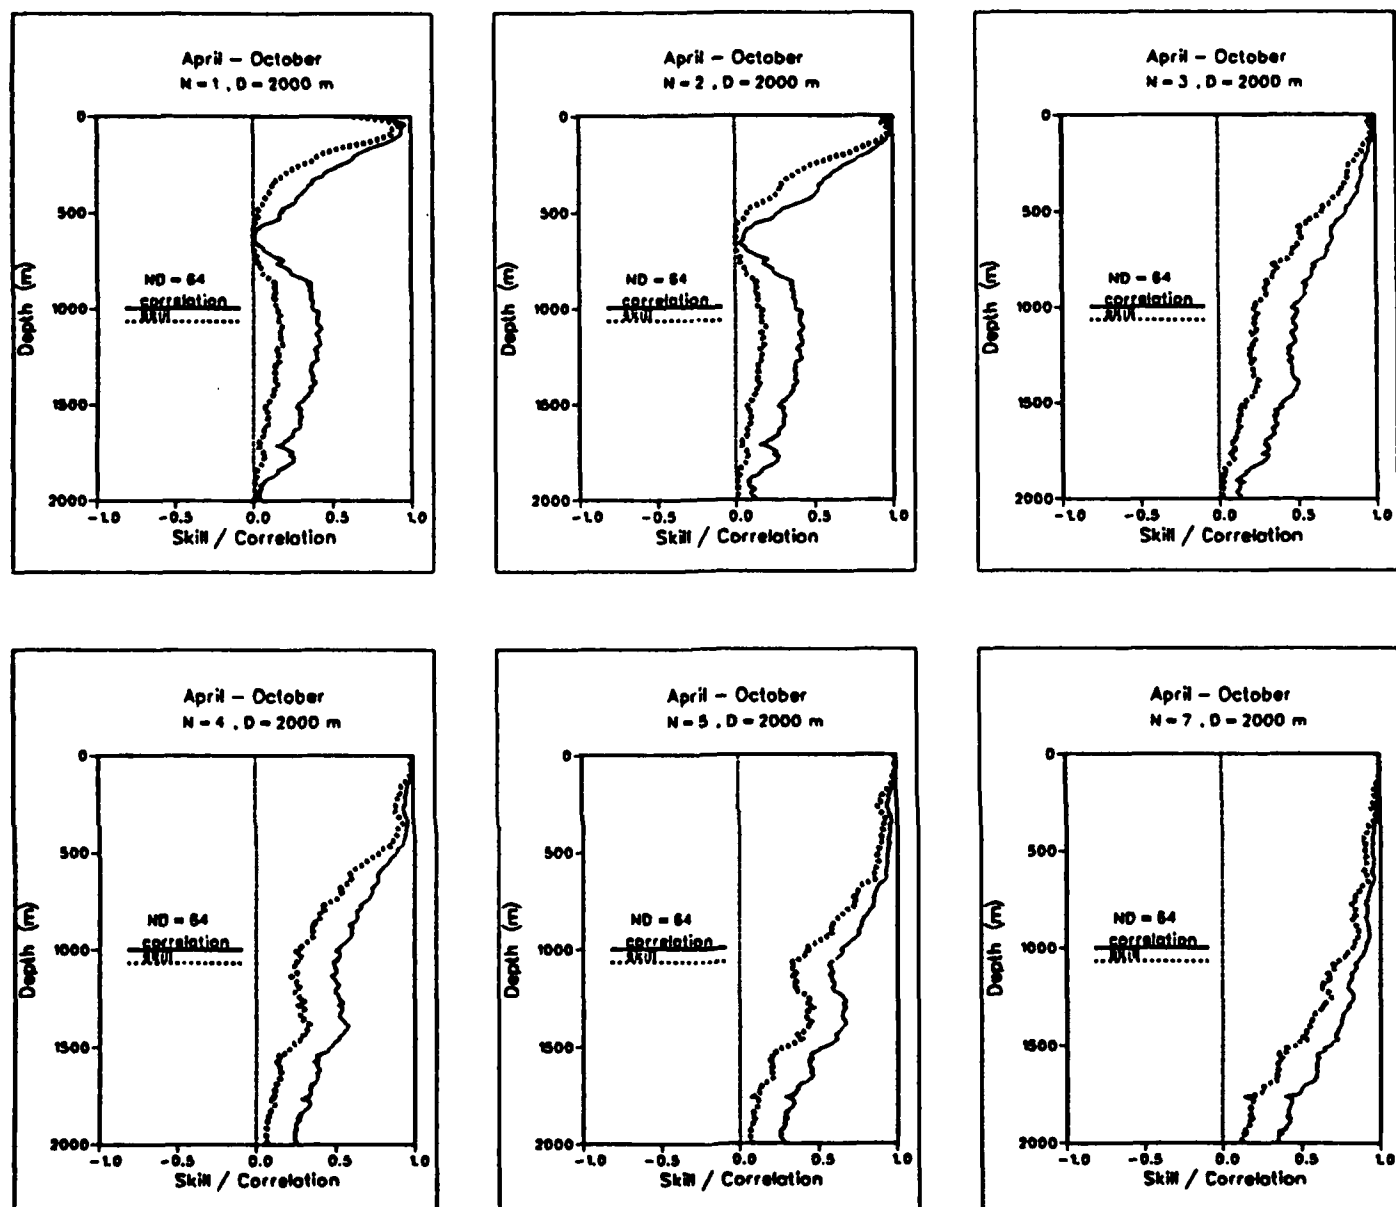 April – October
N = 1 , D = 2000 m
0
500
1000
1500
2000
Depth (m)
ND = 64
correlation
skill
-1.0 -0.5 0.0 0.5 1.0
Skill / Correlation
April – October
N = 2 , D = 2000 m
0
500
1000
1500
2000
Depth (m)
ND = 64
correlation
skill
-1.0 -0.5 0.0 0.5 1.0
Skill / Correlation
April – October
N = 3 , D = 2000 m
0
500
1000
1500
2000
Depth (m)
ND = 64
correlation
skill
-1.0 -0.5 0.0 0.5 1.0
Skill / Correlation
April – October
N = 4 , D = 2000 m
0
500
1000
1500
2000
Depth (m)
ND = 64
correlation
skill
-1.0 -0.5 0.0 0.5 1.0
Skill / Correlation
April – October
N = 5 , D = 2000 m
0
500
1000
1500
2000
Depth (m)
ND = 64
correlation
skill
-1.0 -0.5 0.0 0.5 1.0
Skill / Correlation
April – October
N = 7 , D = 2000 m
0
500
1000
1500
2000
Depth (m)
ND = 64
correlation
skill
-1.0 -0.5 0.0 0.5 1.0
Skill / Correlation